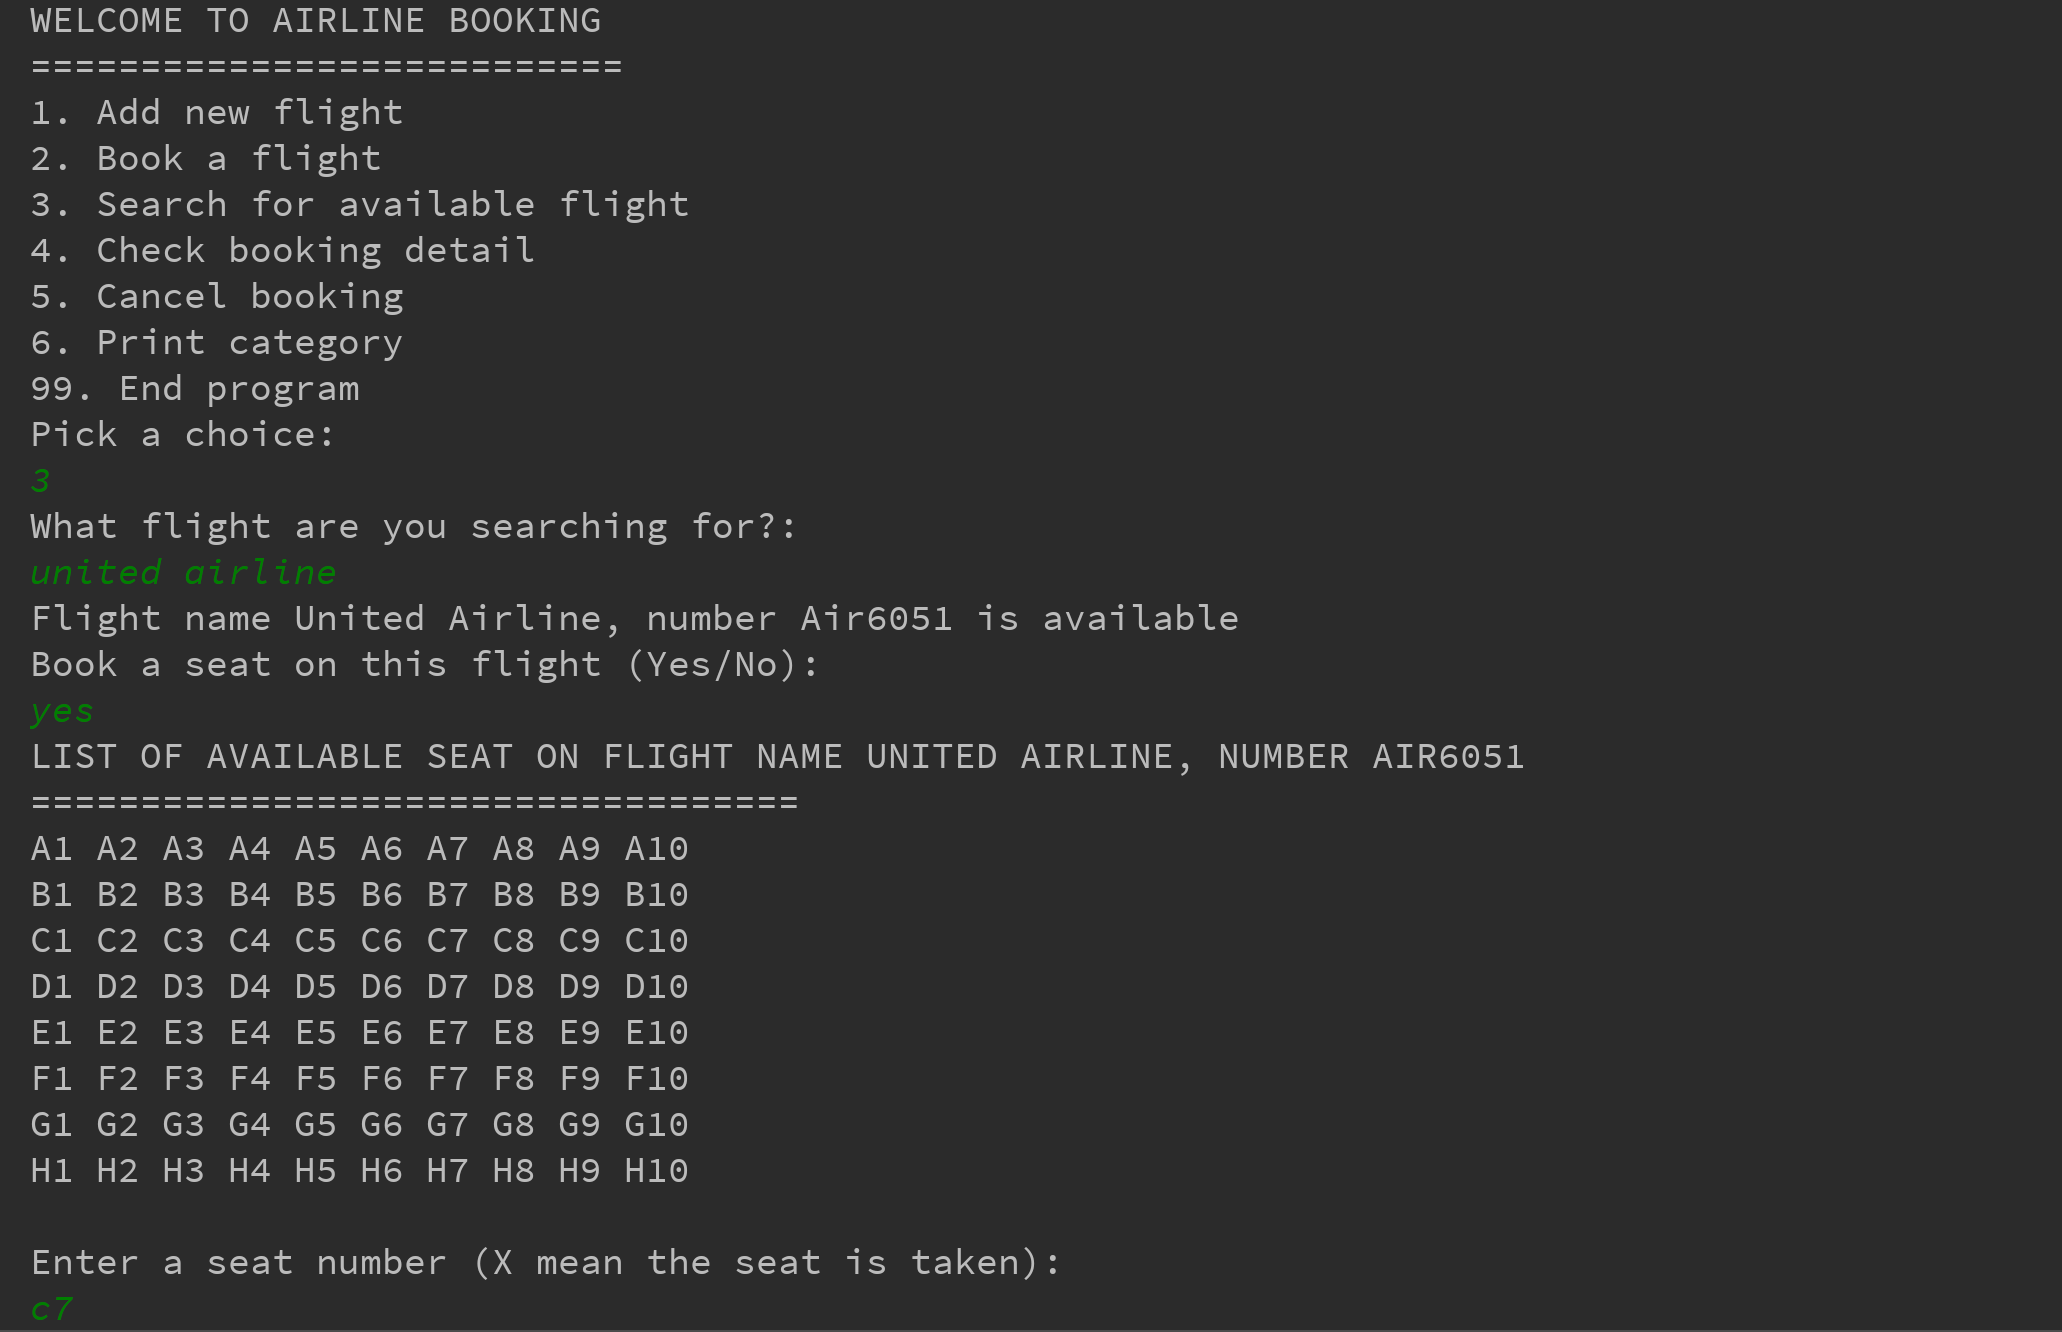 WELCOME TO AIRLINE BOOKING
===========================
1. Add new flight
2. Book a flight
3. Search for available flight
4. Check booking detail
5. Cancel booking
6. Print category
99. End program
Pick a choice:
3
What flight are you searching for?:
united airline
Flight name United Airline, number Air6051 is available
Book a seat on this flight (Yes/No):
yes
LIST OF AVAILABLE SEAT ON FLIGHT NAME UNITED AIRLINE, NUMBER AIR6051
===================================
A1 A2 A3 A4 A5 A6 A7 A8 A9 A10
B1 B2 B3 B4 B5 B6 B7 B8 B9 B10
C1 C2 C3 C4 C5 C6 C7 C8 C9 C10
D1 D2 D3 D4 D5 D6 D7 D8 D9 D10
E1 E2 E3 E4 E5 E6 E7 E8 E9 E10
F1 F2 F3 F4 F5 F6 F7 F8 F9 F10
G1 G2 G3 G4 G5 G6 G7 G8 G9 G10
H1 H2 H3 H4 H5 H6 H7 H8 H9 H10
Enter a seat number (X mean the seat is taken):
c7